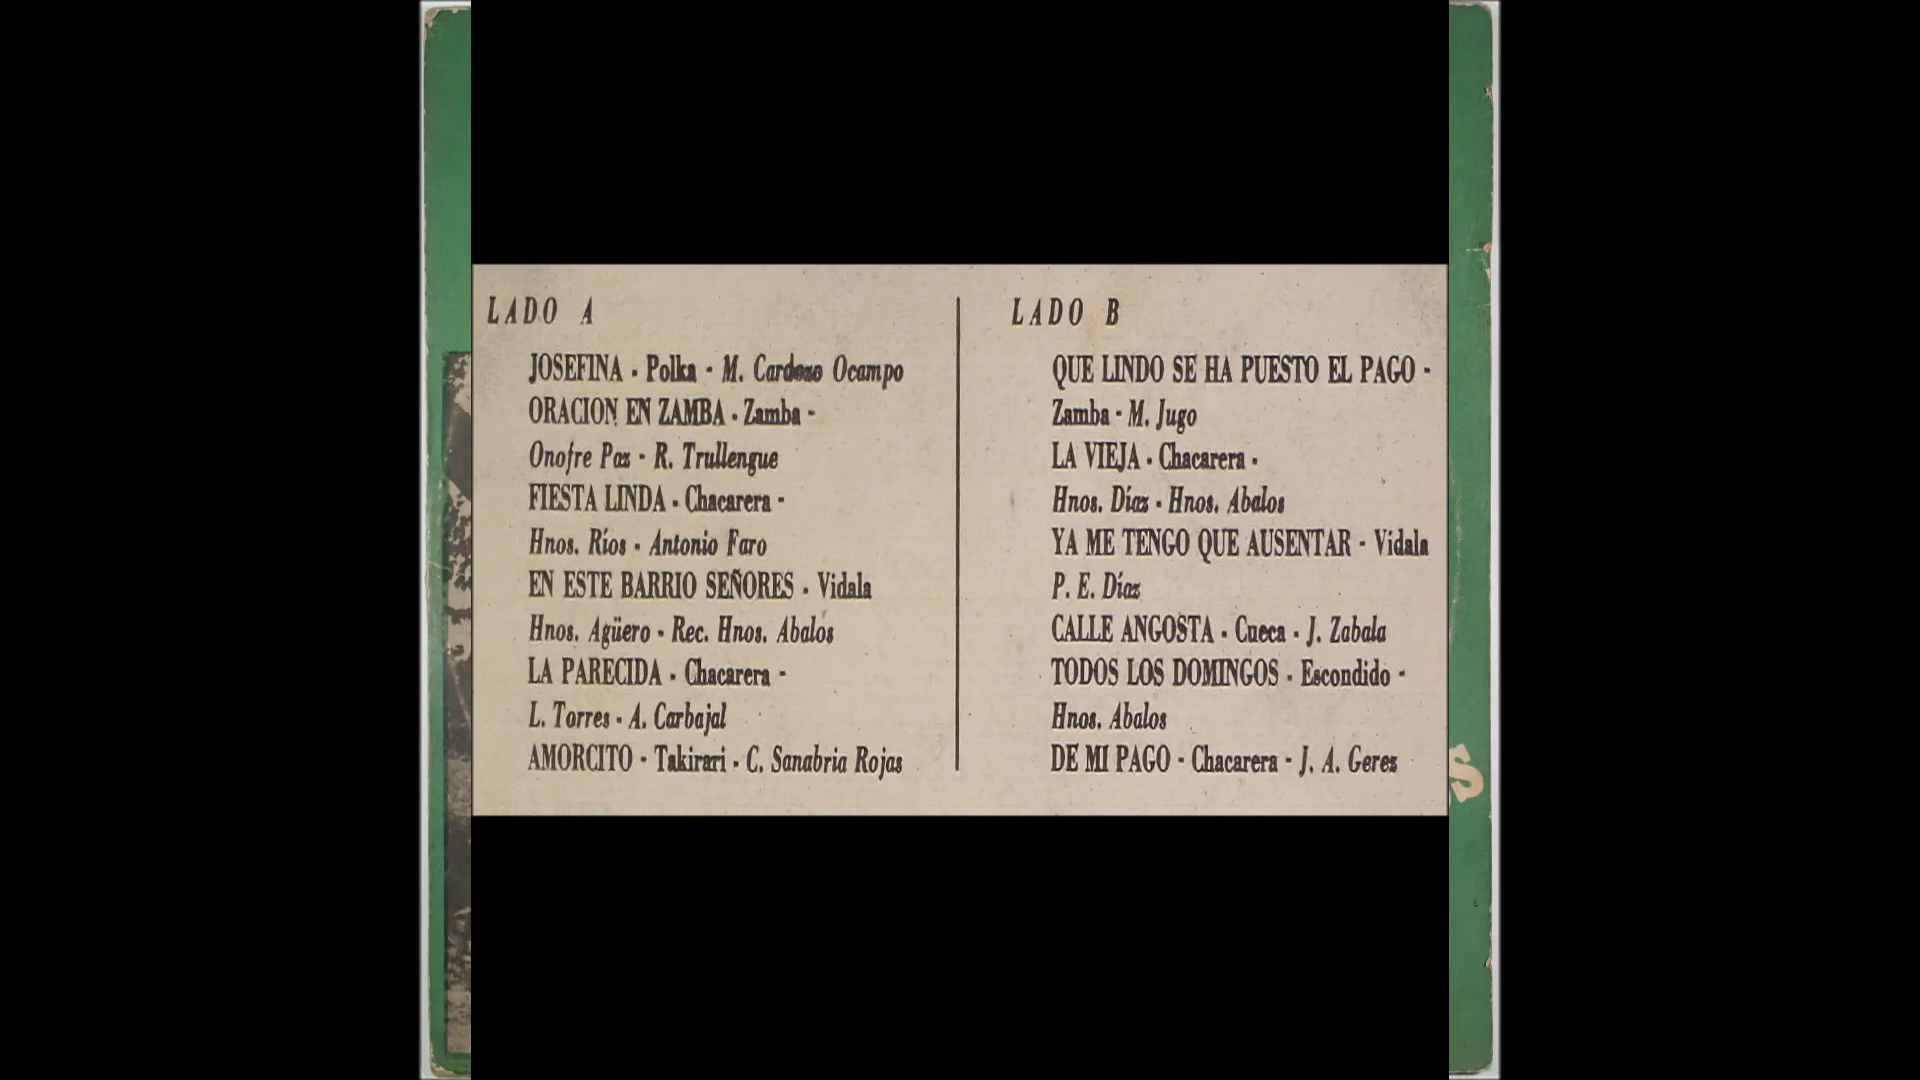 LADO A
JOSEFINA - Polka - M. Cardozo Ocampo
ORACION EN ZAMBA - Zamba -
Onofre Paz - R. Trullengue
FIESTA LINDA - Chacarera -
Hnos. Ríos - Antonio Faro
EN ESTE BARRIO SEÑORES - Vidala
Hnos. Agüero - Rec. Hnos. Abalos
LA PARECIDA - Chacarera -
L. Torres - A. Carbajal
AMORCITO - Takirari - C. Sanabria Rojas
LADO B
QUE LINDO SE HA PUESTO EL PAGO -
Zamba - M. Jugo
LA VIEJA - Chacarera -
Hnos. Díaz - Hnos. Abalos
YA ME TENGO QUE AUSENTAR - Vidala
P. E. Díaz
CALLE ANGOSTA - Cueca - J. Zabala
TODOS LOS DOMINGOS - Escondido -
Hnos. Abalos
DE MI PAGO - Chacarera - J. A. Gerez
S